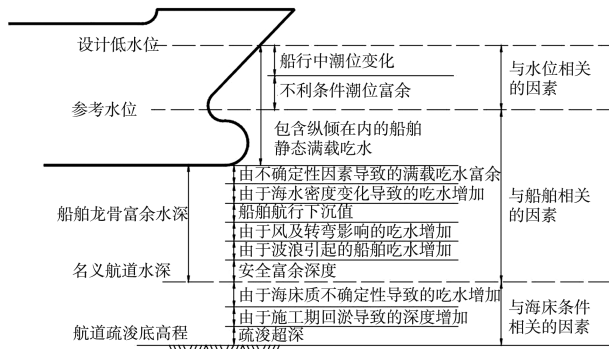 设计低水位
船行中潮位变化
与水位相关
的因素
不利条件潮位富余
参考水位
包含纵倾在内的船舶
静态满载吃水
由不确定性因素导致的满载吃水富余
由于海水密度变化导致的吃水增加
与船舶相关
的因素
船舶龙骨富余水深
船舶航行下沉值
由于风及转弯影响的吃水增加
由于波浪引起的船舶吃水增加
名义航道水深
安全富余深度
由于海床质不确定性导致的吃水增加
与海床条件
相关的因素
由于施工期回淤导致的深度增加
航道疏浚底高程
疏浚超深